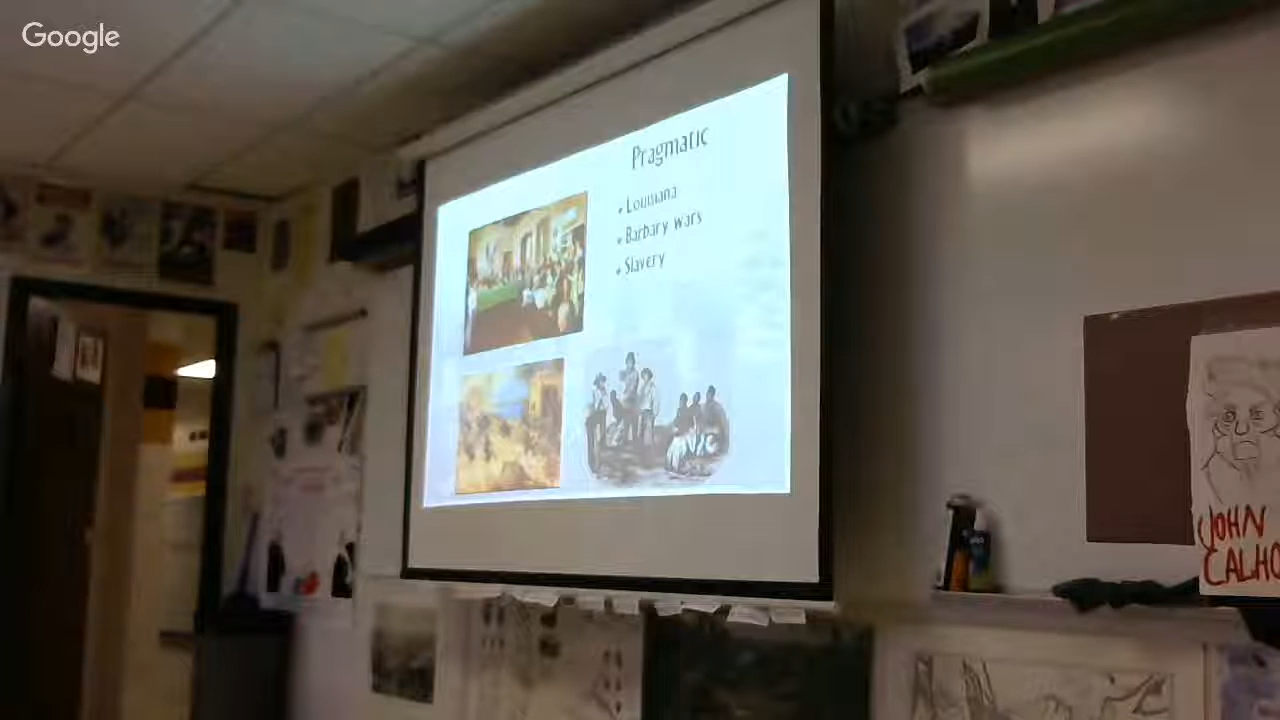 Google
Pragmatic
• Louisiana
• Barbary wars
• Slavery
JOHN
CALHO